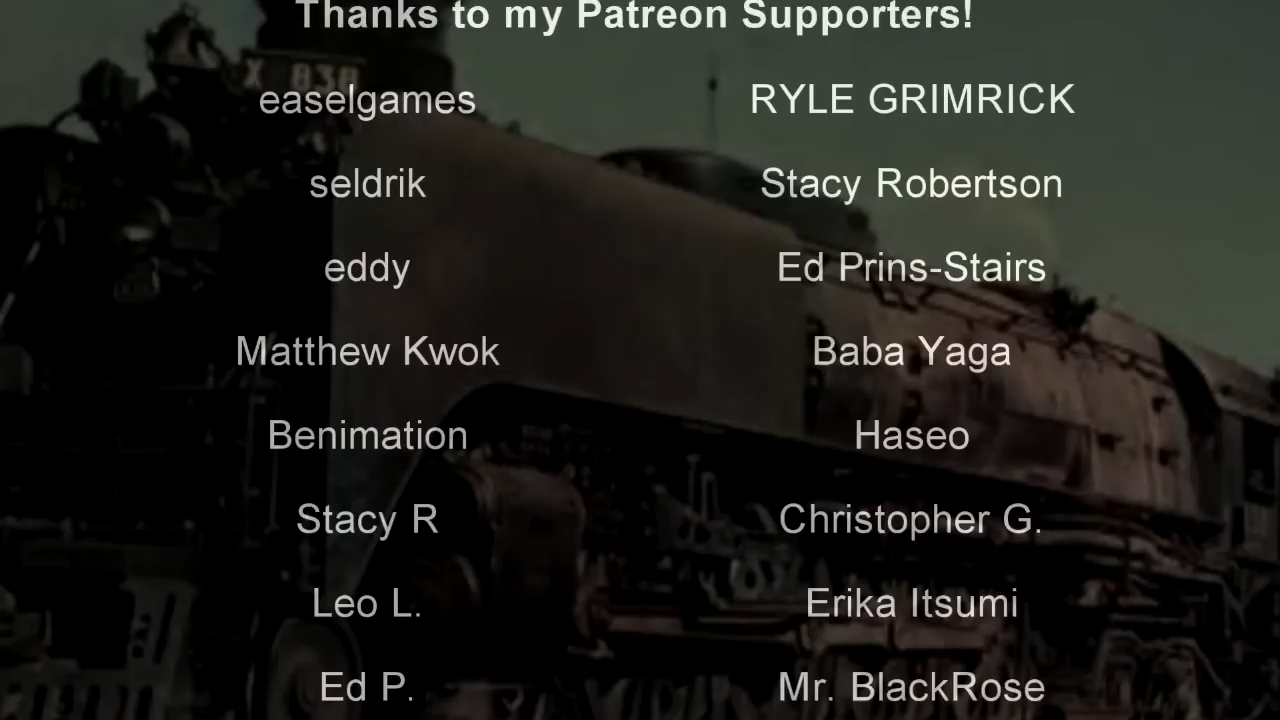 Thanks to my Patreon Supporters!
X 838
easelgames RYLE GRIMRICK
seldrik Stacy Robertson
eddy Ed Prins-Stairs
Matthew Kwok Baba Yaga
Benimation Haseo
Stacy R Christopher G.
Leo L. Erika Itsumi
Ed P. Mr. BlackRose